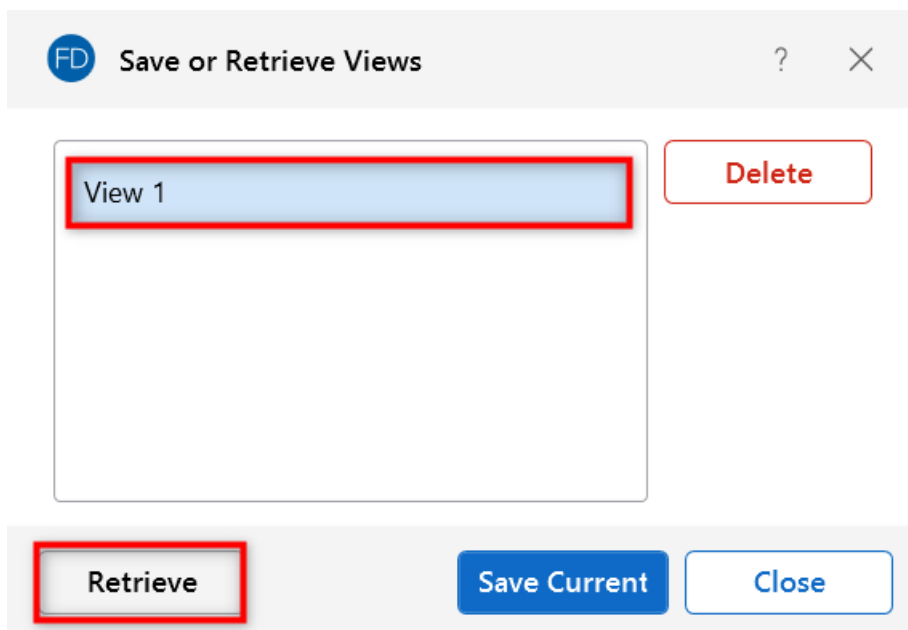 FD Save or Retrieve Views ?
View 1
Delete
Retrieve
Save Current
Close